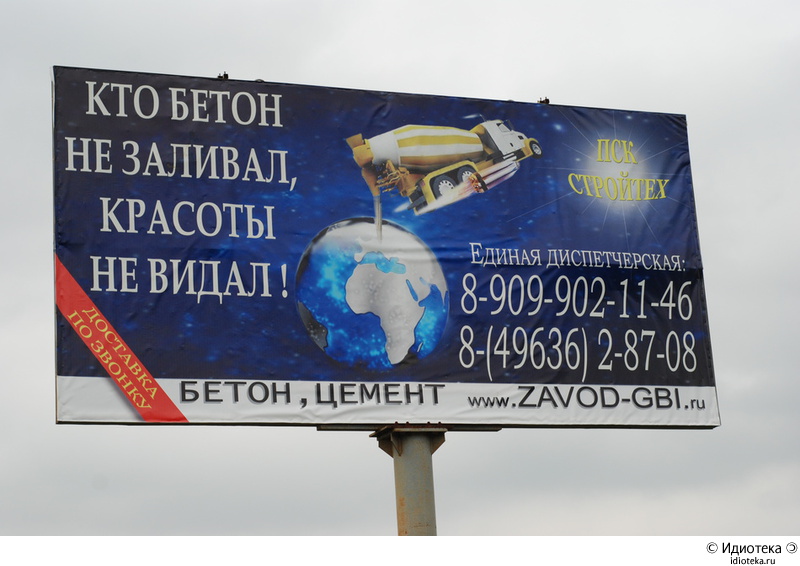 КТО БЕТОН
НЕ ЗАЛИВАЛ,
КРАСОТЫ
НЕ ВИДАЛ !
ПСК
СТРОЙТЕХ
ЕДИНАЯ ДИСПЕТЧЕРСКАЯ:
8-909-902-11-46
8-(49636) 2-87-08
ДОСТАВКА
ПО ЗВОНКУ
БЕТОН , ЦЕМЕНТ
www.ZAVOD-GBI.ru
© Идиотека
idioteka.ru